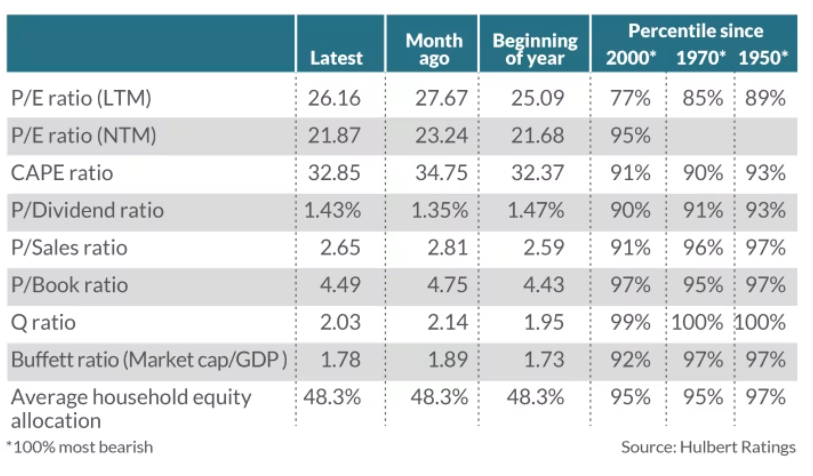 Percentile since
Latest Month ago Beginning of year 2000* 1970* 1950*
P/E ratio (LTM) 26.16 27.67 25.09 77% 85% 89%
P/E ratio (NTM) 21.87 23.24 21.68 95%
CAPE ratio 32.85 34.75 32.37 91% 90% 93%
P/Dividend ratio 1.43% 1.35% 1.47% 90% 91% 93%
P/Sales ratio 2.65 2.81 2.59 91% 96% 97%
P/Book ratio 4.49 4.75 4.43 97% 95% 97%
Q ratio 2.03 2.14 1.95 99% 100% 100%
Buffett ratio (Market cap/GDP) 1.78 1.89 1.73 92% 97% 97%
Average household equity 48.3% 48.3% 48.3% 95% 95% 97%
allocation
*100% most bearish Source: Hulbert Ratings